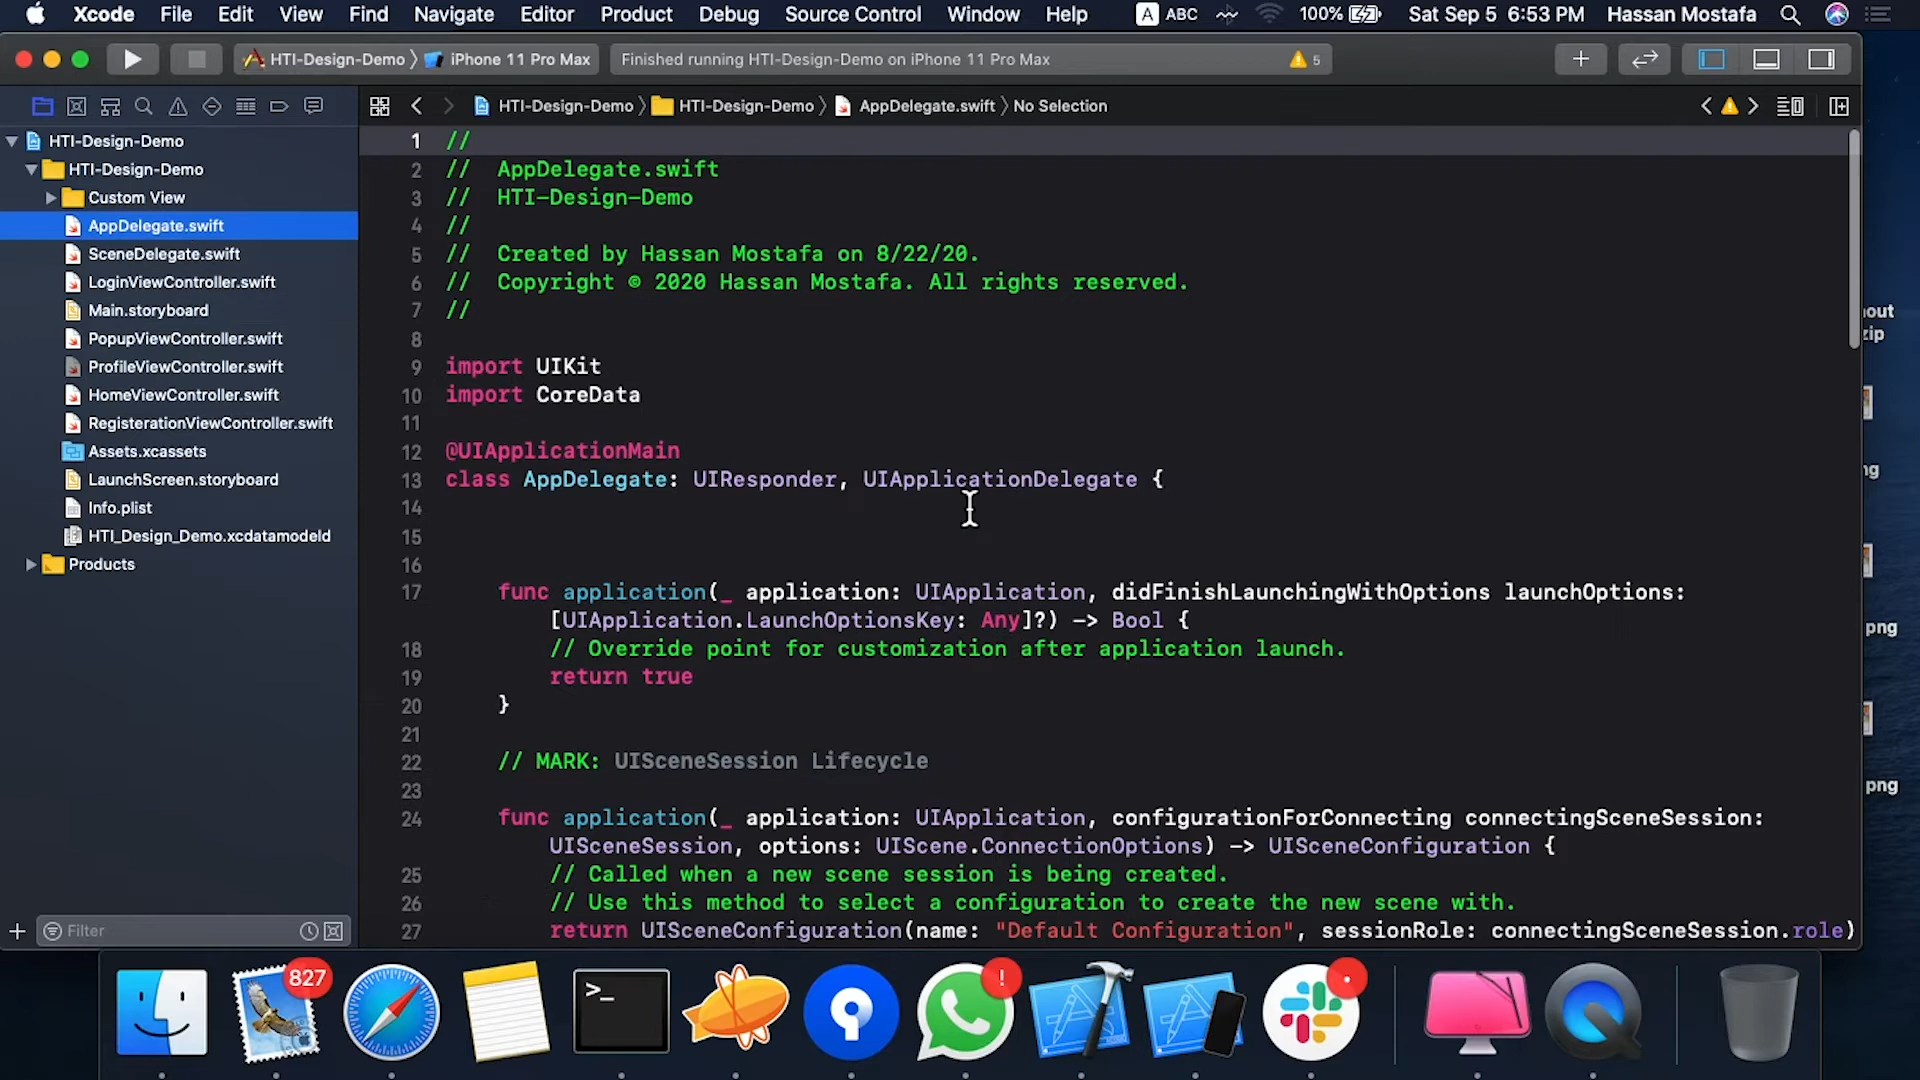 Xcode File Edit View Find Navigate Editor Product Debug Source Control Window Help A ABC 100% Sat Sep 5 6:53 PM Hassan Mostafa
HTI-Design-Demo iPhone 11 Pro Max Finished running HTI-Design-Demo on iPhone 11 Pro Max 5
HTI-Design-Demo HTI-Design-Demo AppDelegate.swift No Selection
HTI-Design-Demo
HTI-Design-Demo
Custom View
AppDelegate.swift
SceneDelegate.swift
LoginViewController.swift
Main.storyboard
PopupViewController.swift
ProfileViewController.swift
HomeViewController.swift
RegisterationViewController.swift
Assets.xcassets
LaunchScreen.storyboard
Info.plist
HTI_Design_Demo.xcdatamodeld
Products
Filter
1 //
2 // AppDelegate.swift
3 // HTI-Design-Demo
4 //
5 // Created by Hassan Mostafa on 8/22/20.
6 // Copyright © 2020 Hassan Mostafa. All rights reserved.
7 //
8
9 import UIKit
10 import CoreData
11
12 @UIApplicationMain
13 class AppDelegate: UIResponder, UIApplicationDelegate {
14
15
16
17 func application(_ application: UIApplication, didFinishLaunchingWithOptions launchOptions:
[UIApplication.LaunchOptionsKey: Any]?) -> Bool {
18 // Override point for customization after application launch.
19 return true
20 }
21
22 // MARK: UISceneSession Lifecycle
23
24 func application(_ application: UIApplication, configurationForConnecting connectingSceneSession:
UISceneSession, options: UIScene.ConnectionOptions) -> UISceneConfiguration {
25 // Called when a new scene session is being created.
26 // Use this method to select a configuration to create the new scene with.
27 return UISceneConfiguration(name: "Default Configuration", sessionRole: connectingSceneSession.role)
out
zip
ng
png
png
827
>_
!